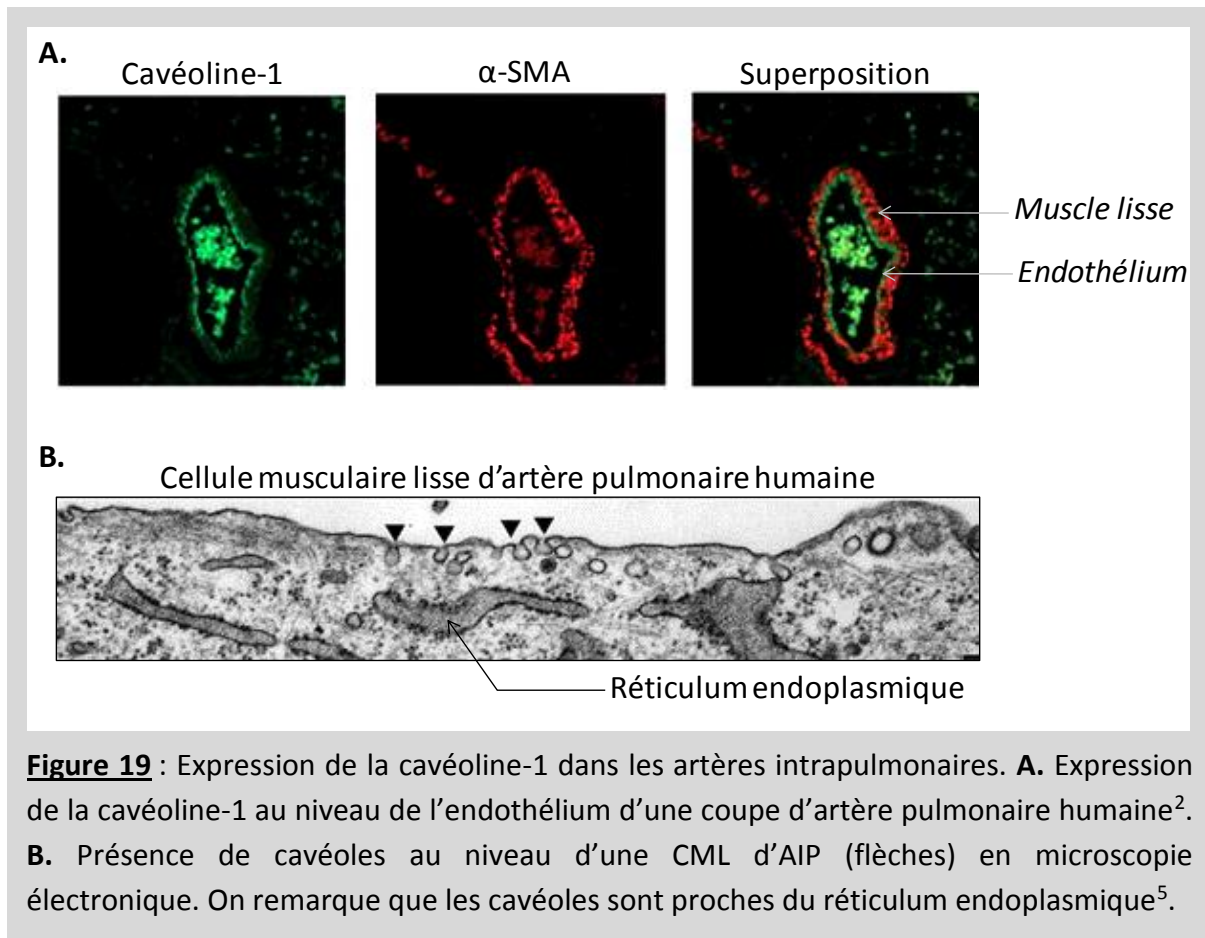 A.
Cavéoline-1
α-SMA
Superposition
Muscle lisse
Endothélium
B.
Cellule musculaire lisse d’artère pulmonaire humaine
Réticulum endoplasmique
Figure 19 : Expression de la cavéoline-1 dans les artères intrapulmonaires. A. Expression
de la cavéoline-1 au niveau de l’endothélium d’une coupe d’artère pulmonaire humaine².
B. Présence de cavéoles au niveau d’une CML d’AIP (flèches) en microscopie
électronique. On remarque que les cavéoles sont proches du réticulum endoplasmique⁵.